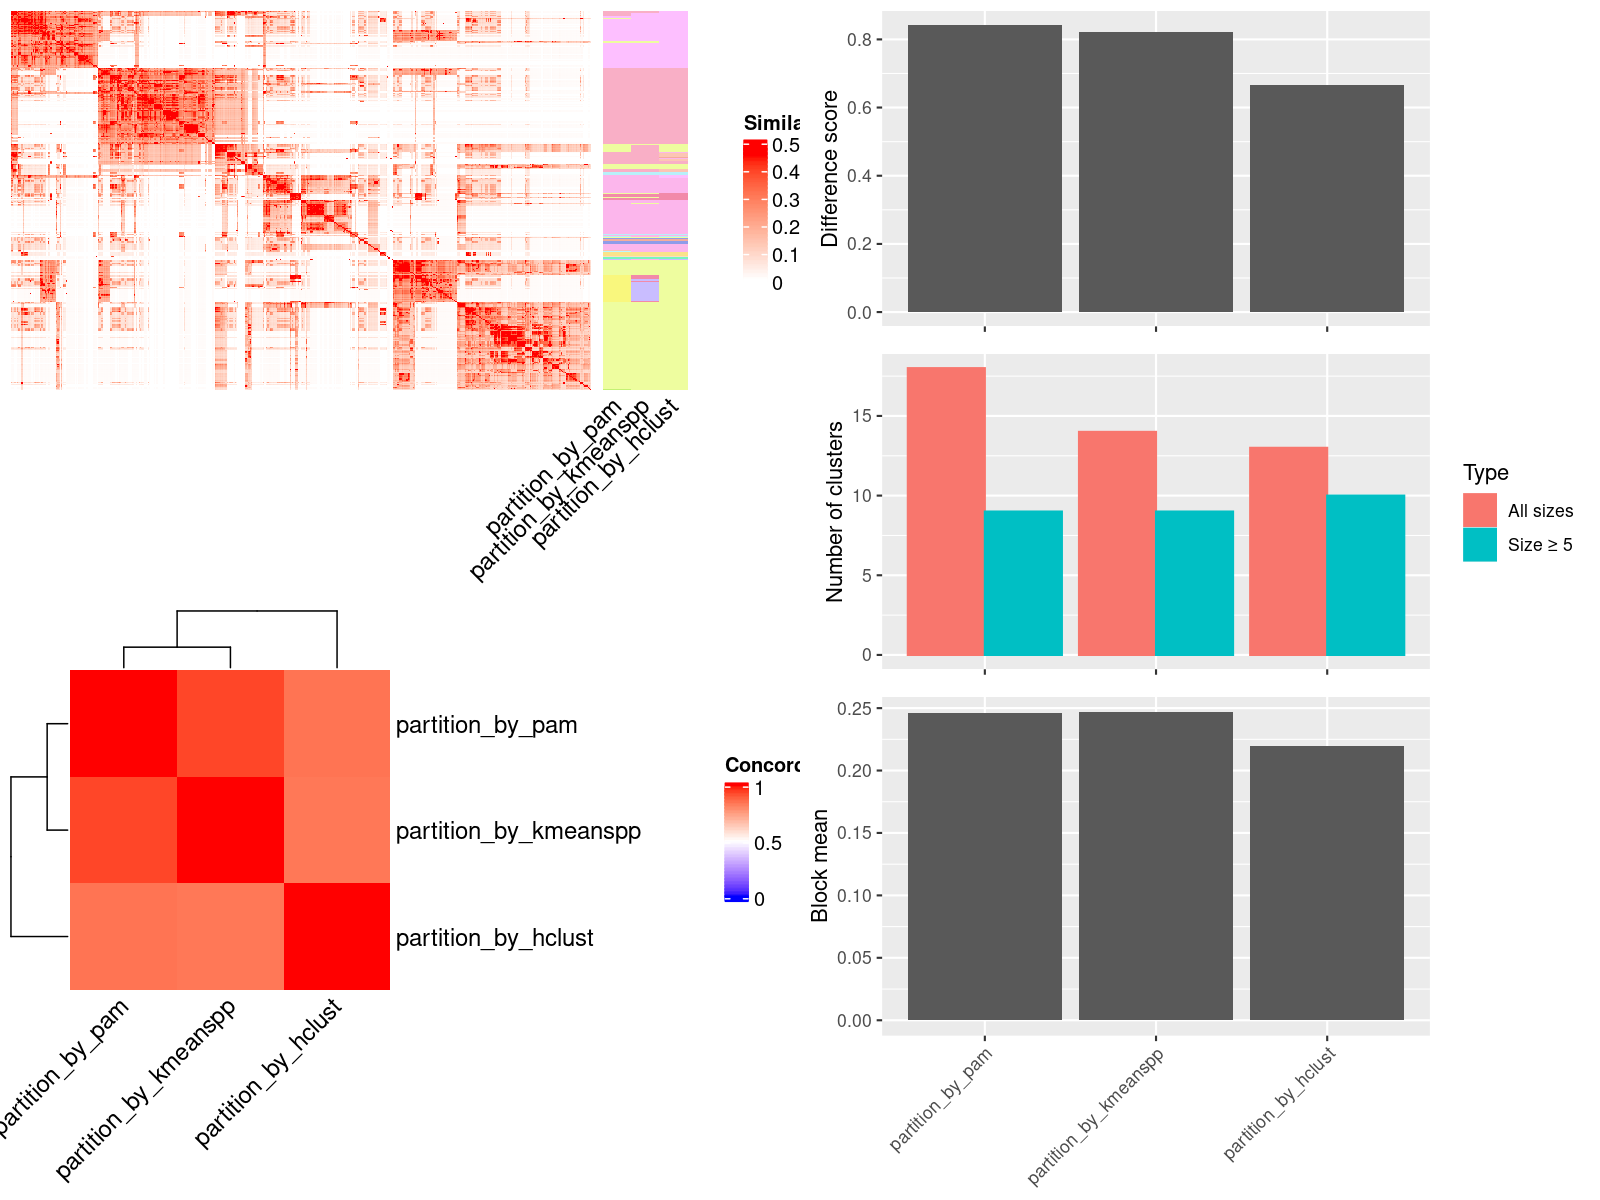 Simila
0.5
0.4
0.3
0.2
0.1
0
partition_by_pam
partition_by_kmeanspp
partition_by_hclust
partition_by_pam
partition_by_kmeanspp
partition_by_hclust
Concord
1
0.5
0
partition_by_pam
partition_by_kmeanspp
partition_by_hclust
Difference score
0.8
0.6
0.4
0.2
0.0
Number of clusters
15
10
5
0
Type
All sizes
Size ≥ 5
Block mean
0.25
0.20
0.15
0.10
0.05
0.00
partition_by_pam
partition_by_kmeanspp
partition_by_hclust